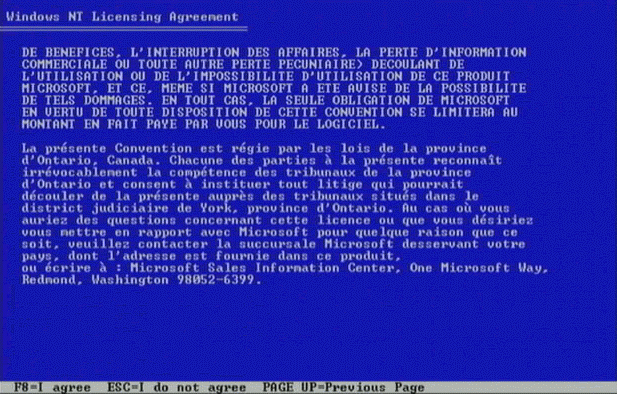 Windows NT Licensing Agreement
DE BENEFICES, L'INTERRUPTION DES AFFAIRES, LA PERTE D'INFORMATION
COMMERCIALE OU TOUTE AUTRE PERTE PECUNIAIRE) DECOULANT DE
L'UTILISATION OU DE L'IMPOSSIBILITE D'UTILISATION DE CE PRODUIT
MICROSOFT, ET CE, MEME SI MICROSOFT A ETE AVISE DE LA POSSIBILITE
DE TELS DOMMAGES. EN TOUT CAS, LA SEULE OBLIGATION DE MICROSOFT
EN VERTU DE TOUTE DISPOSITION DE CETTE CONVENTION SE LIMITERA AU
MONTANT EN FAIT PAYE PAR VOUS POUR LE LOGICIEL.
La présente Convention est régie par les lois de la province
d'Ontario, Canada. Chacune des parties à la présente reconnaît
irrévocablement la compétence des tribunaux de la province
d'Ontario et consent à instituer tout litige qui pourrait
découler de la présente auprès des tribunaux situés dans le
district judiciaire de York, province d'Ontario. Au cas où vous
auriez des questions concernant cette licence ou que vous désiriez
vous mettre en rapport avec Microsoft pour quelque raison que ce
soit, veuillez contacter la succursale Microsoft desservant votre
pays, dont l'adresse est fournie dans ce produit,
ou écrire à : Microsoft Sales Information Center, One Microsoft Way,
Redmond, Washington 98052-6399.
F8=I agree  ESC=I do not agree  PAGE UP=Previous Page